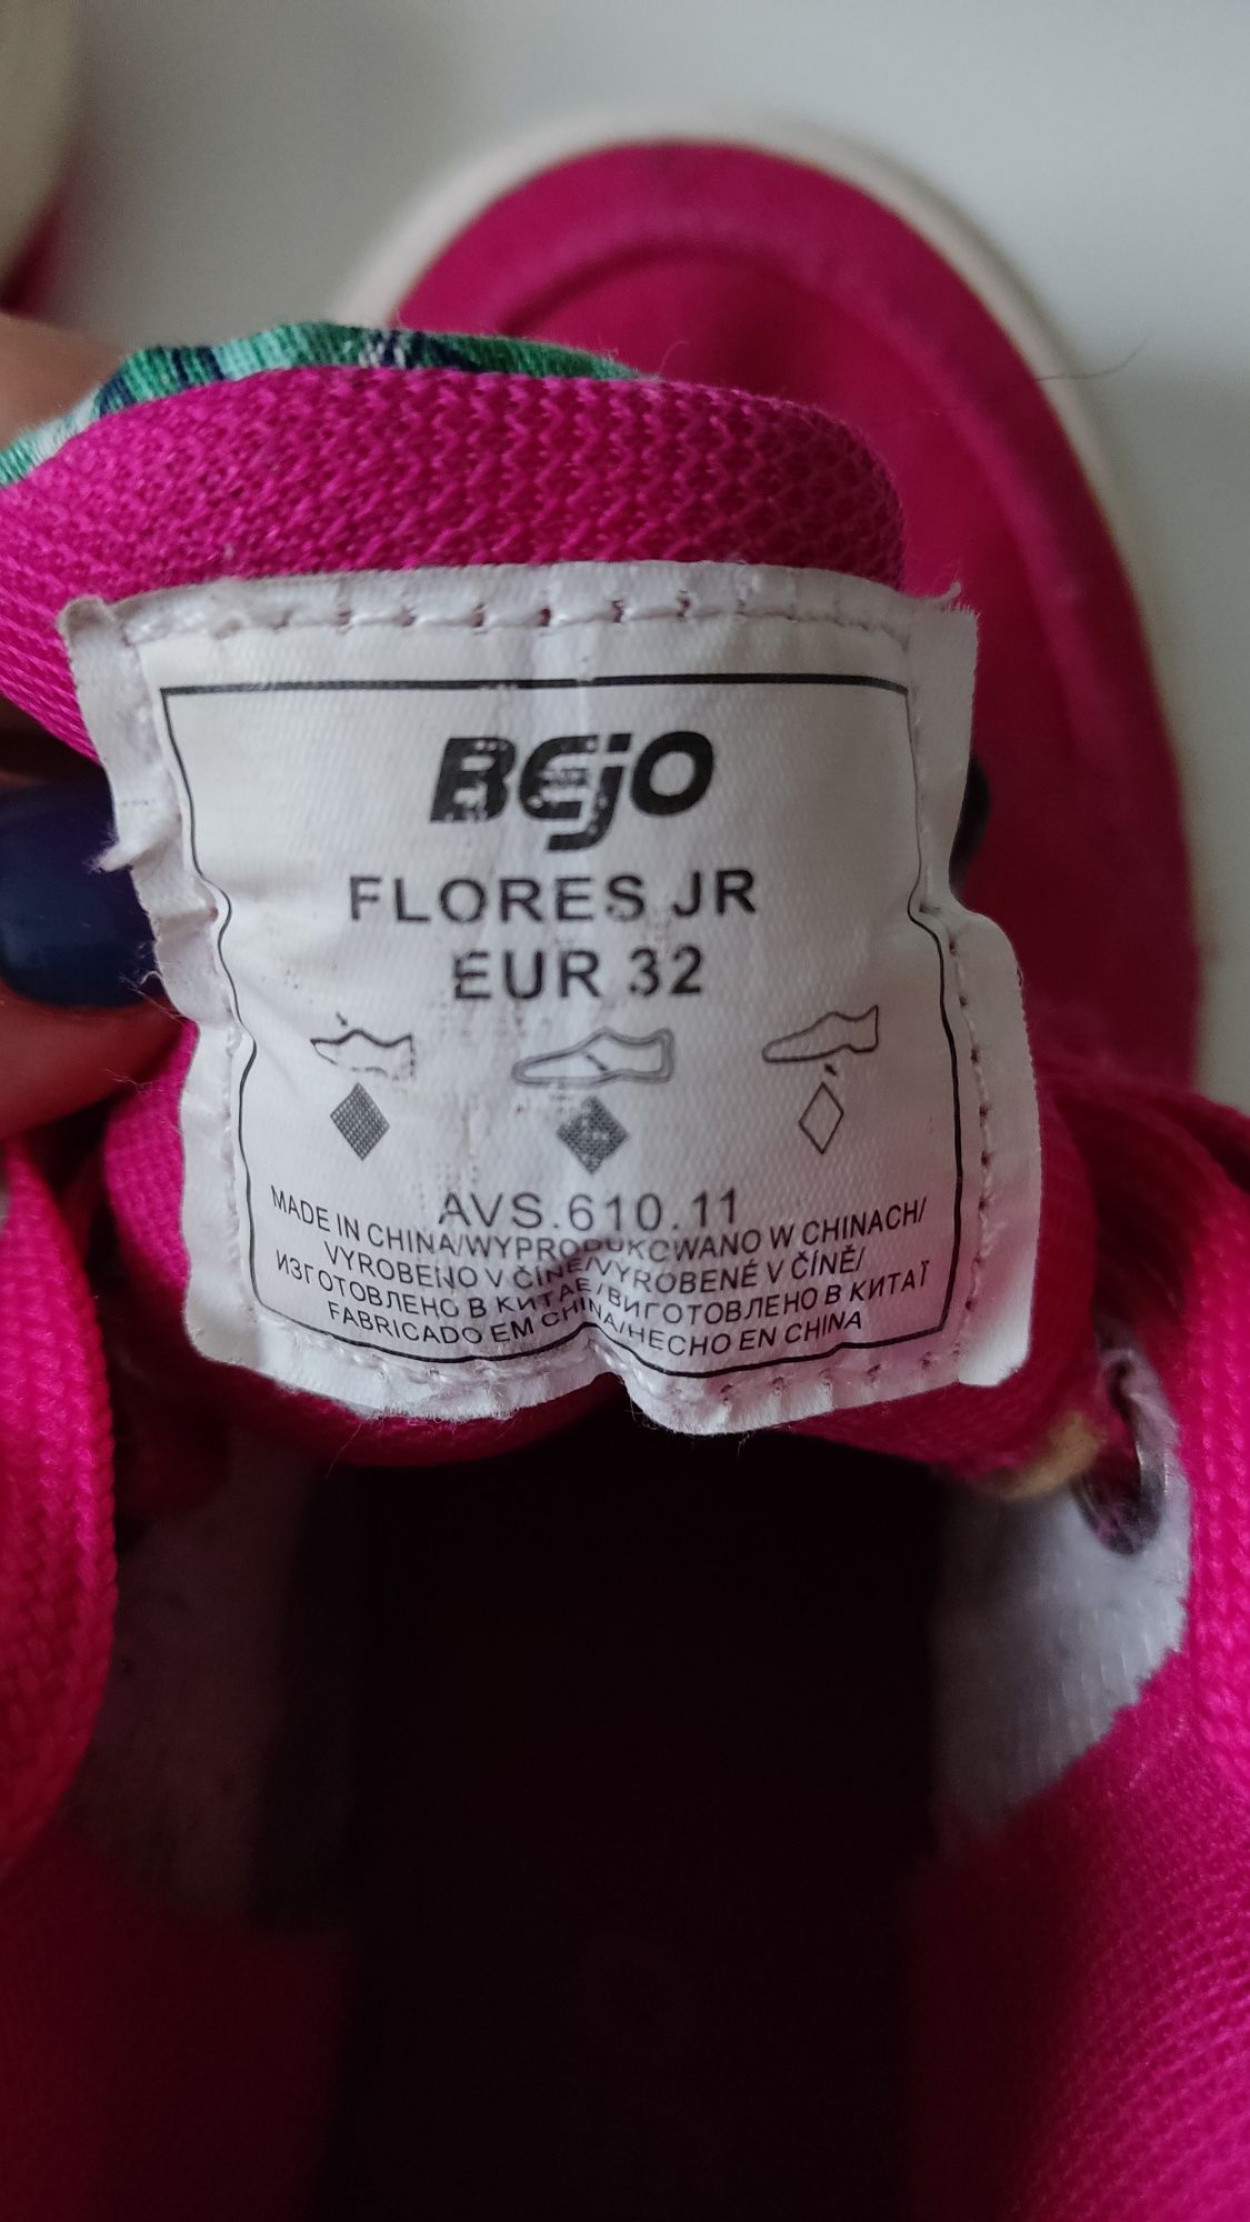 BEJO
FLORES JR
EUR 32
AVS.610.11
MADE IN CHINA/WYPRODUKOWANO W CHINACH/
VYROBENO V ČÍNĚ/VYROBENÉ V ČÍNĚ/
ИЗГОТОВЛЕНО В КИТАЕ/ВИГОТОВЛЕНО В КИТАЇ
FABRICADO EM CHINA/HECHO EN CHINA